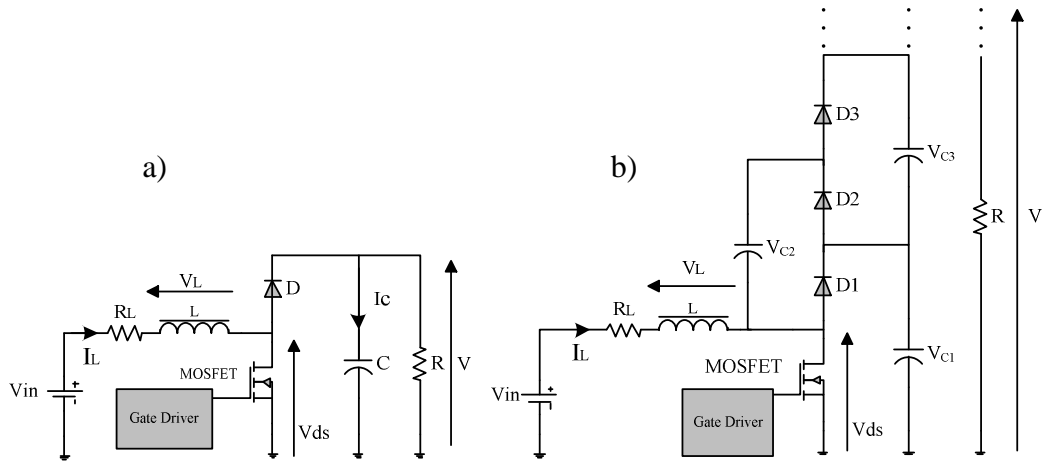 a)
D
VL
Ic
RL
L
IL
C
R
V
MOSFET
Vin
Gate Driver
Vds
b)
D3
VC3
D2
VC2
R
V
VL
D1
RL
L
IL
VC1
MOSFET
Vin
Gate Driver
Vds